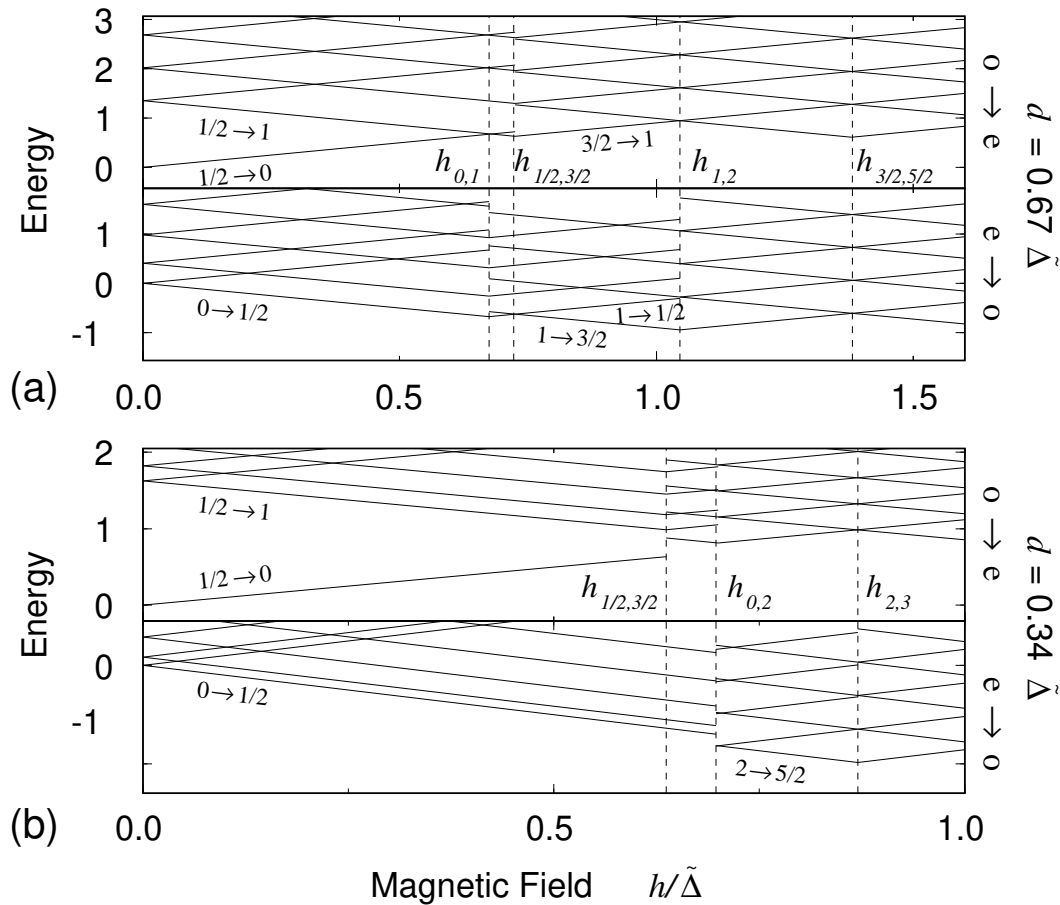 3
2
1
0
1
0
-1
Energy
1/2→1
1/2→0
3/2→1
h0,1
h1/2,3/2
h1,2
h3/2,5/2
0→1/2
1→1/2
1→3/2
o → e
e → o
d = 0.67 Δ̃
(a)
0.0 0.5 1.0 1.5
2
1
0
0
-1
Energy
1/2→1
1/2→0
h1/2,3/2
h0,2
h2,3
0→1/2
2→5/2
o → e
e → o
d = 0.34 Δ̃
(b)
0.0 0.5 1.0
Magnetic Field h/Δ̃